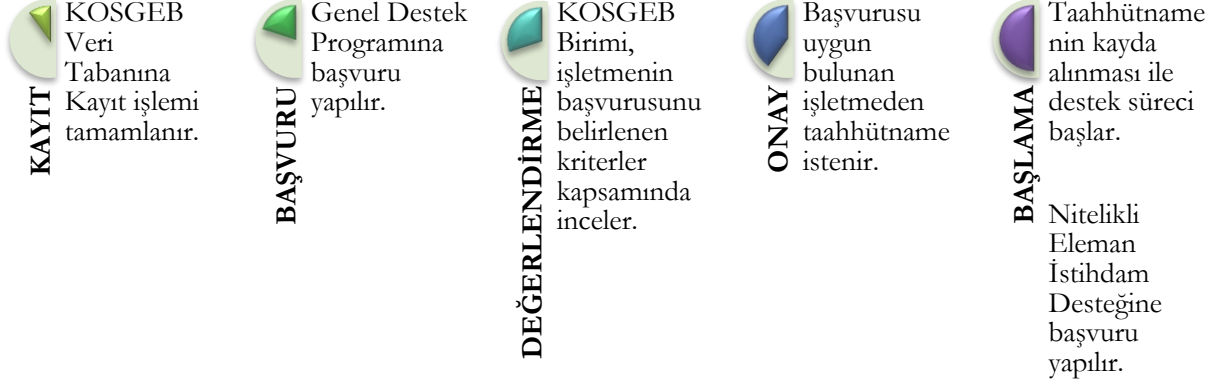 KAYIT
KOSGEB
Veri
Tabanına
Kayıt işlemi
tamamlanır.
BAŞVURU
Genel Destek
Programına
başvuru
yapılır.
DEĞERLENDİRME
KOSGEB
Birimi,
işletmenin
başvurusunu
belirlenen
kriterler
kapsamında
inceler.
ONAY
Başvurusu
uygun
bulunan
işletmeden
taahhütname
istenir.
BAŞLAMA
Taahhütname
nin kayda
alınması ile
destek süreci
başlar.
Nitelikli
Eleman
İstihdam
Desteğine
başvuru
yapılır.